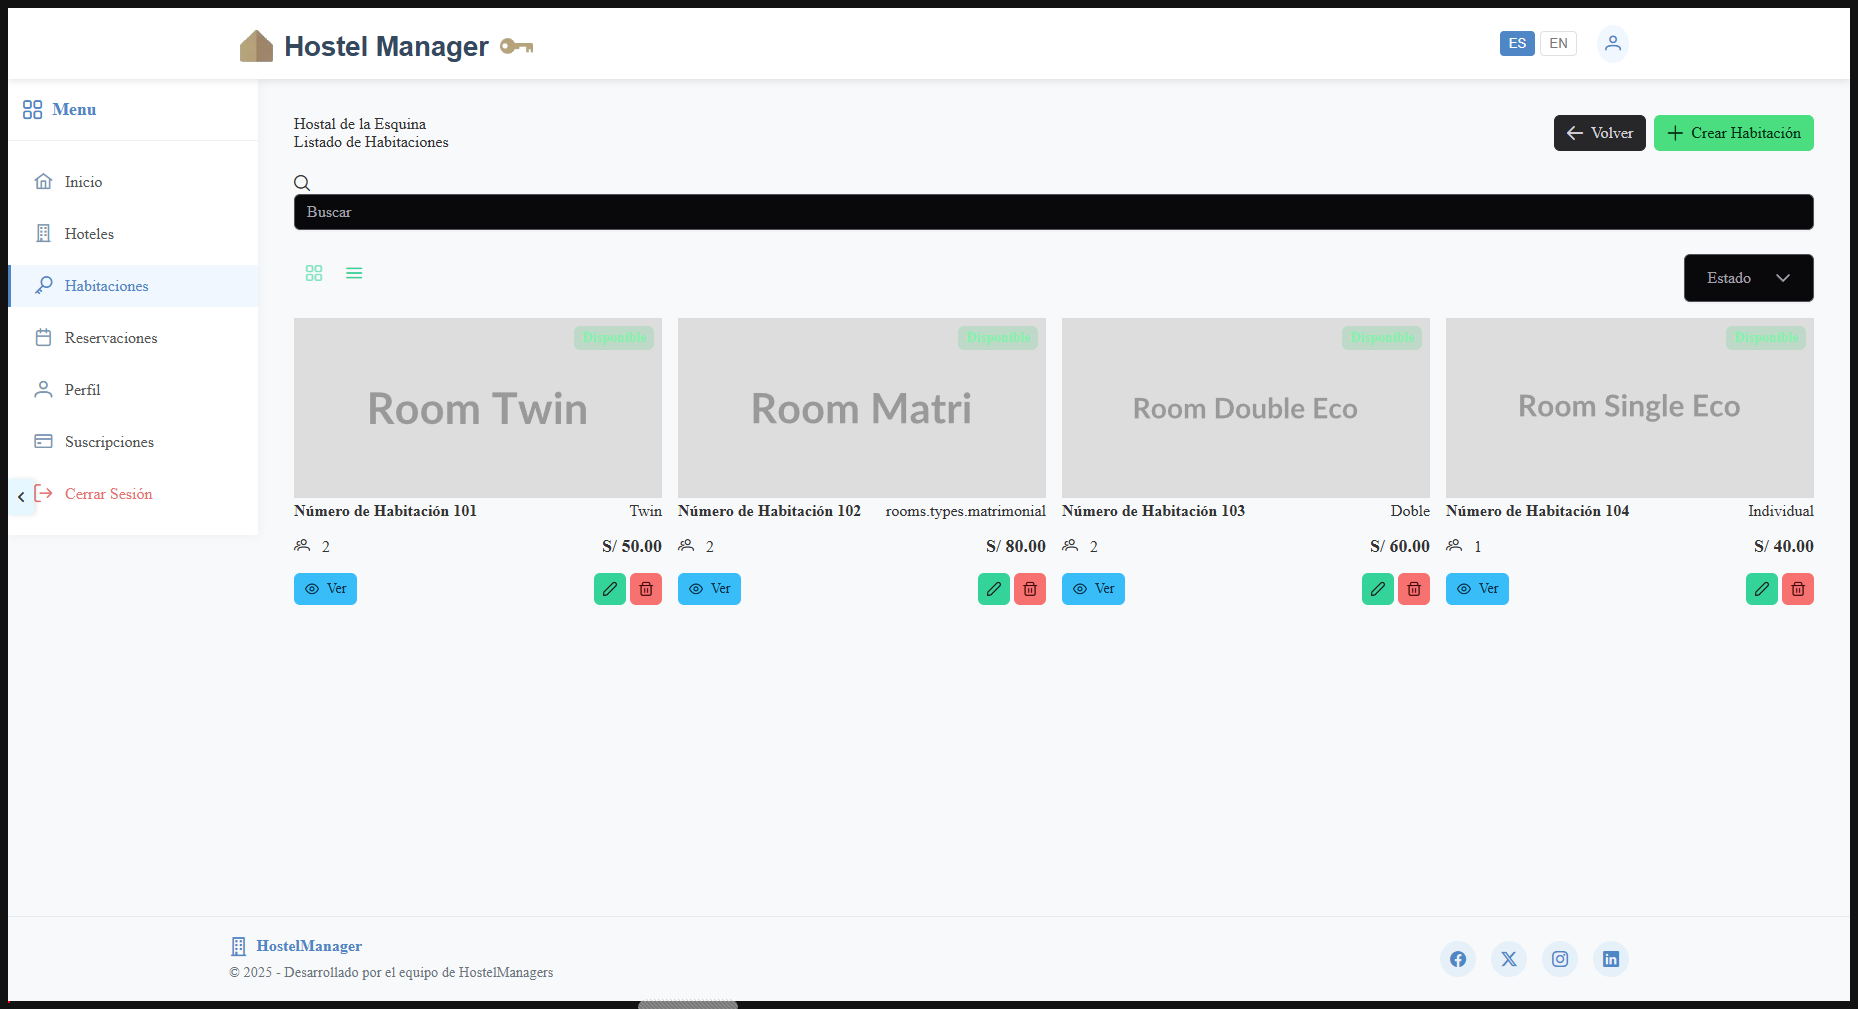 Hostel Manager
ES EN
Menu
Inicio
Hoteles
Habitaciones
Reservaciones
Perfil
Suscripciones
Cerrar Sesión
Hostal de la Esquina
Listado de Habitaciones
Volver
Crear Habitación
Buscar
Estado
Disponible
Room Twin
Número de Habitación 101 Twin
2 S/ 50.00
Ver
Disponible
Room Matri
Número de Habitación 102 rooms.types.matrimonial
2 S/ 80.00
Ver
Disponible
Room Double Eco
Número de Habitación 103 Doble
2 S/ 60.00
Ver
Disponible
Room Single Eco
Número de Habitación 104 Individual
1 S/ 40.00
Ver
HostelManager
© 2025 - Desarrollado por el equipo de HostelManagers